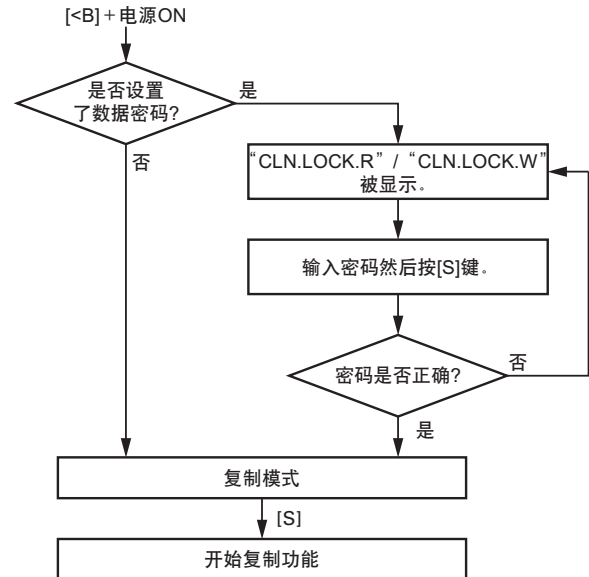 [<B]＋电源ON
是否设置
了数据密码?
是
否
“CLN.LOCK.R” / “CLN.LOCK.W”
被显示。
输入密码然后按[S]键。
密码是否正确?
否
是
复制模式
[S]
开始复制功能